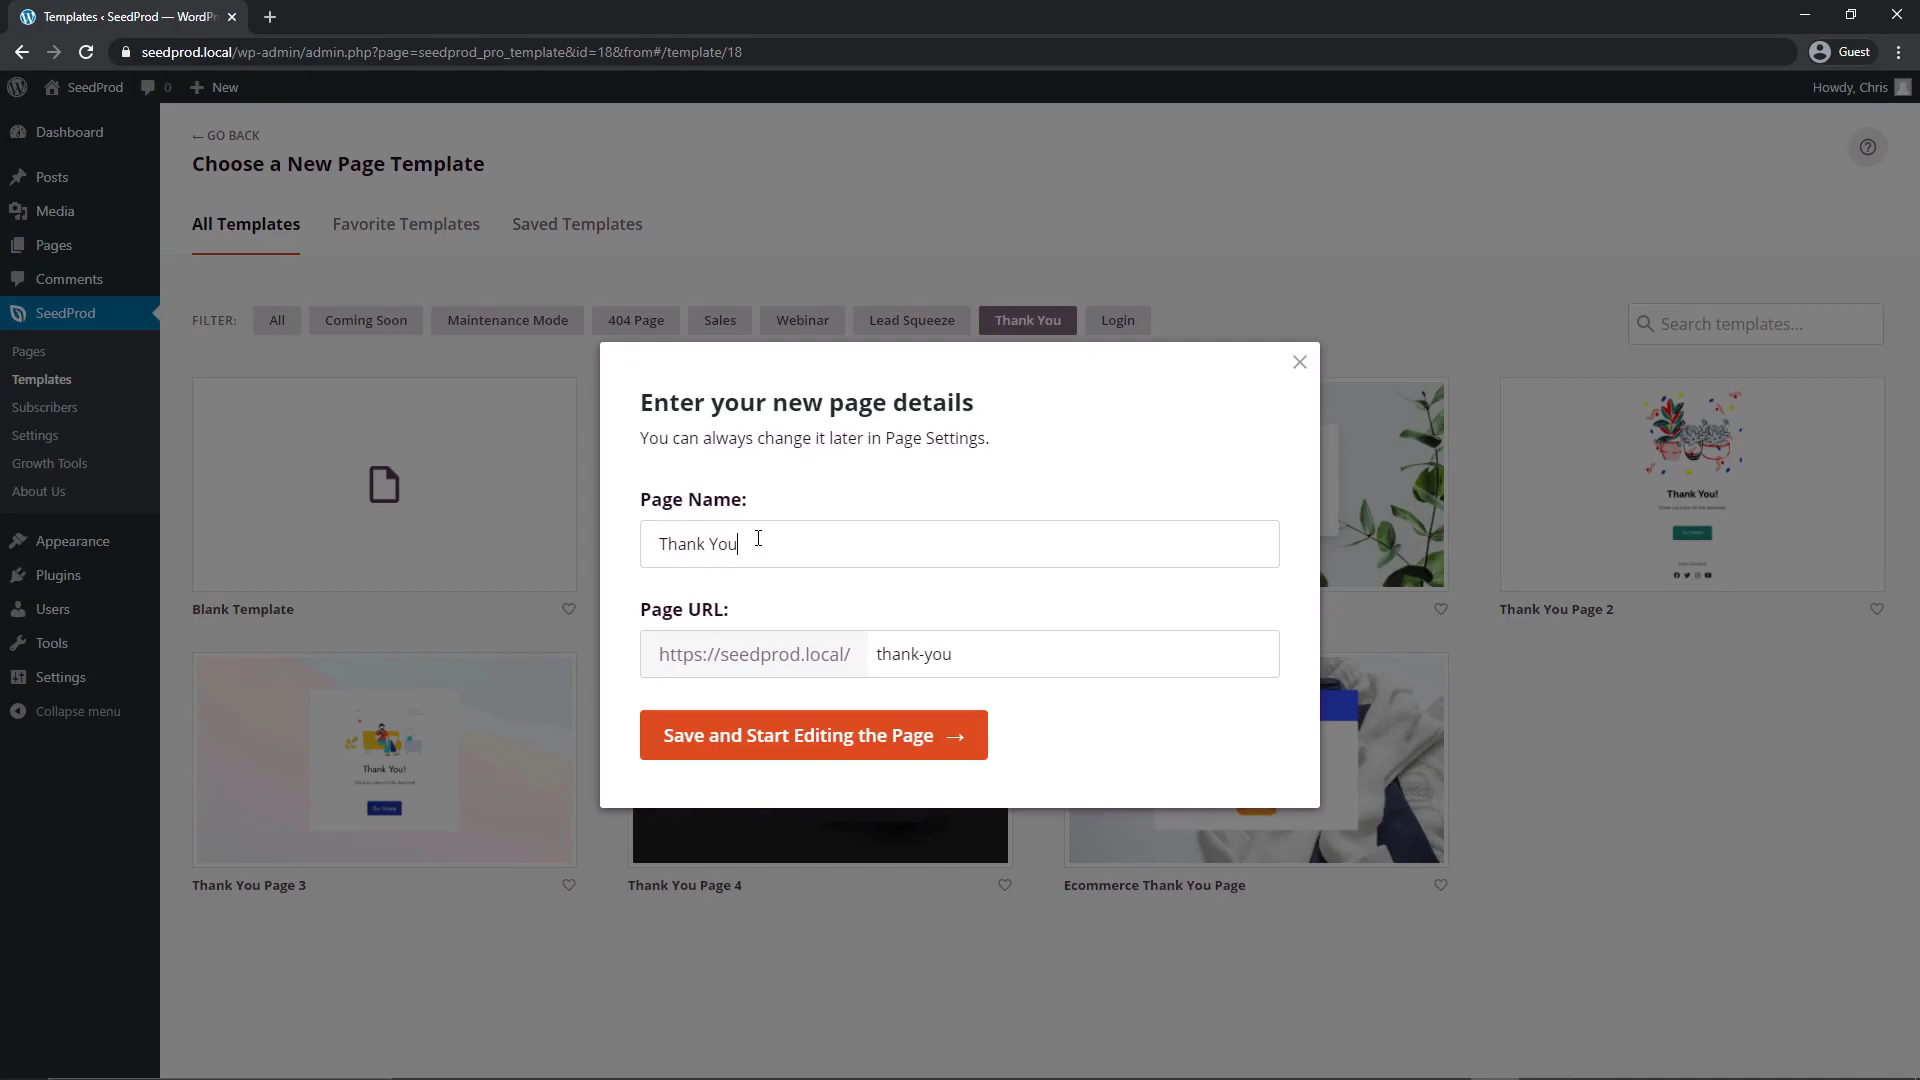 Templates ‹ SeedProd — WordPr
seedprod.local/wp-admin/admin.php?page=seedprod_pro_template&id=18&from#/template/18
Guest
SeedProd
0
New
Howdy, Chris
Dashboard
Posts
Media
Pages
Comments
SeedProd
Pages
Templates
Subscribers
Settings
Growth Tools
About Us
Appearance
Plugins
Users
Tools
Settings
Collapse menu
← GO BACK
Choose a New Page Template
All Templates
Favorite Templates
Saved Templates
FILTER:
All
Coming Soon
Maintenance Mode
404 Page
Sales
Webinar
Lead Squeeze
Thank You
Login
Search templates...
Enter your new page details
You can always change it later in Page Settings.
Page Name:
Thank You
Page URL:
https://seedprod.local/
thank-you
Save and Start Editing the Page →
Blank Template
Thank You!
Thank You Page 2
Thank You!
Thank You Page 3
Thank You Page 4
Ecommerce Thank You Page